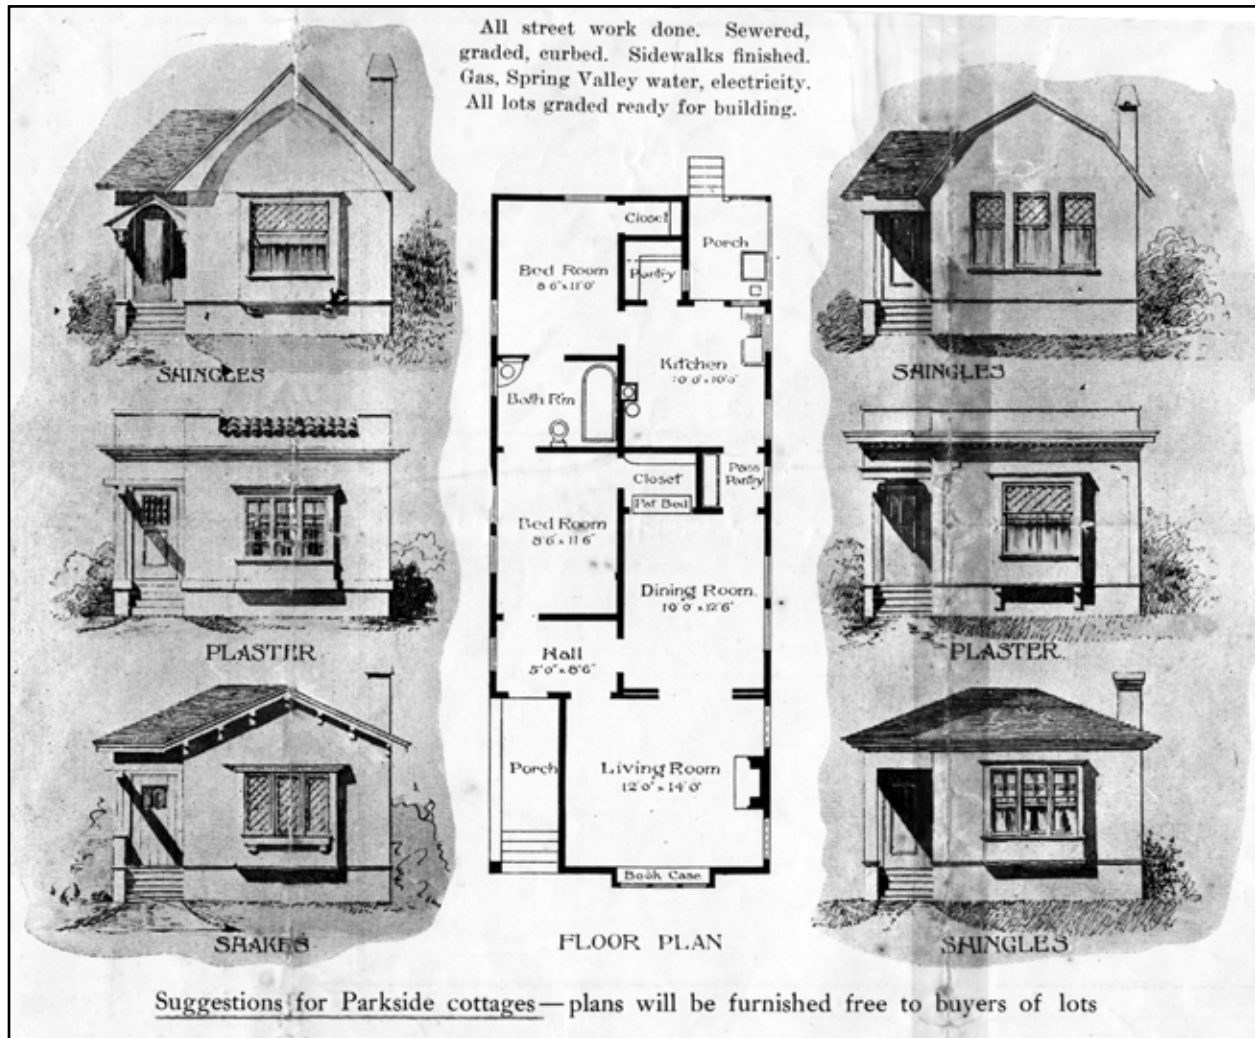 All street work done. Sewered,
graded, curbed. Sidewalks finished.
Gas, Spring Valley water, electricity.
All lots graded ready for building.
SHINGLES
PLASTER
SHAKES
Closet
Porch
Pantry
Bed Room
8'6" x 11'0"
Kitchen
10'0" x 10'0"
Bath Rm
Closet
Pass
Pantry
Pat Bed
Bed Room
8'6" x 11'6"
Dining Room.
10'0" x 12'6"
Hall
5'0" x 8'6"
Porch
Living Room
12'0" x 14'0"
Book Case
FLOOR PLAN
SHINGLES
PLASTER.
SHINGLES
Suggestions for Parkside cottages—plans will be furnished free to buyers of lots